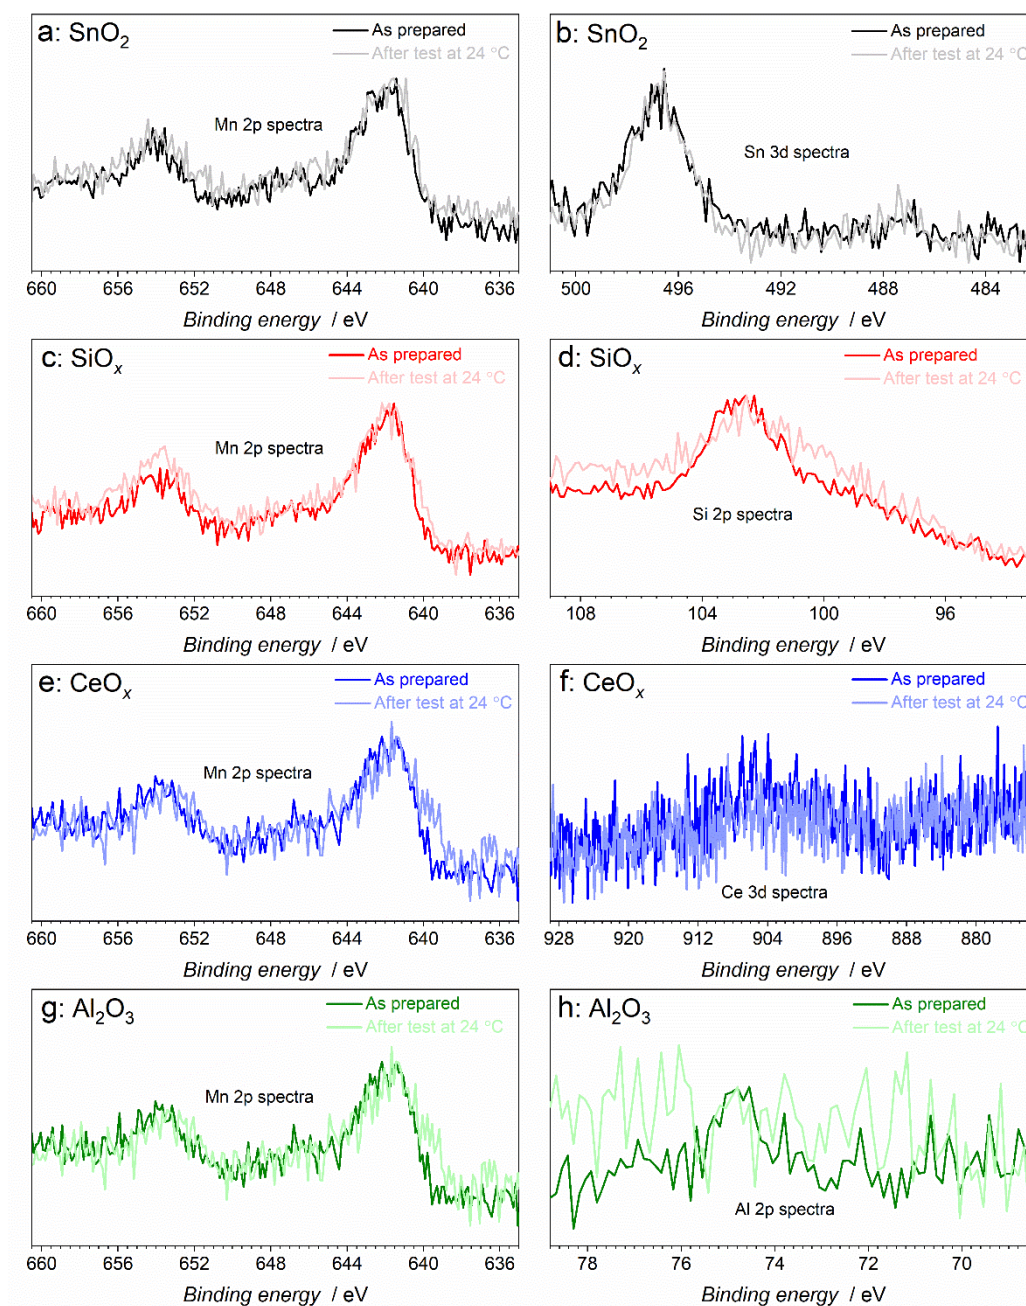 a: SnO₂
As prepared
After test at 24 °C
Mn 2p spectra
660 656 652 648 644 640 636
Binding energy / eV
b: SnO₂
As prepared
After test at 24 °C
Sn 3d spectra
500 496 492 488 484
Binding energy / eV
c: SiOₓ
As prepared
After test at 24 °C
Mn 2p spectra
660 656 652 648 644 640 636
Binding energy / eV
d: SiOₓ
As prepared
After test at 24 °C
Si 2p spectra
108 104 100 96
Binding energy / eV
e: CeOₓ
As prepared
After test at 24 °C
Mn 2p spectra
660 656 652 648 644 640 636
Binding energy / eV
f: CeOₓ
As prepared
After test at 24 °C
Ce 3d spectra
928 920 912 904 896 888 880
Binding energy / eV
g: Al₂O₃
As prepared
After test at 24 °C
Mn 2p spectra
660 656 652 648 644 640 636
Binding energy / eV
h: Al₂O₃
As prepared
After test at 24 °C
Al 2p spectra
78 76 74 72 70
Binding energy / eV